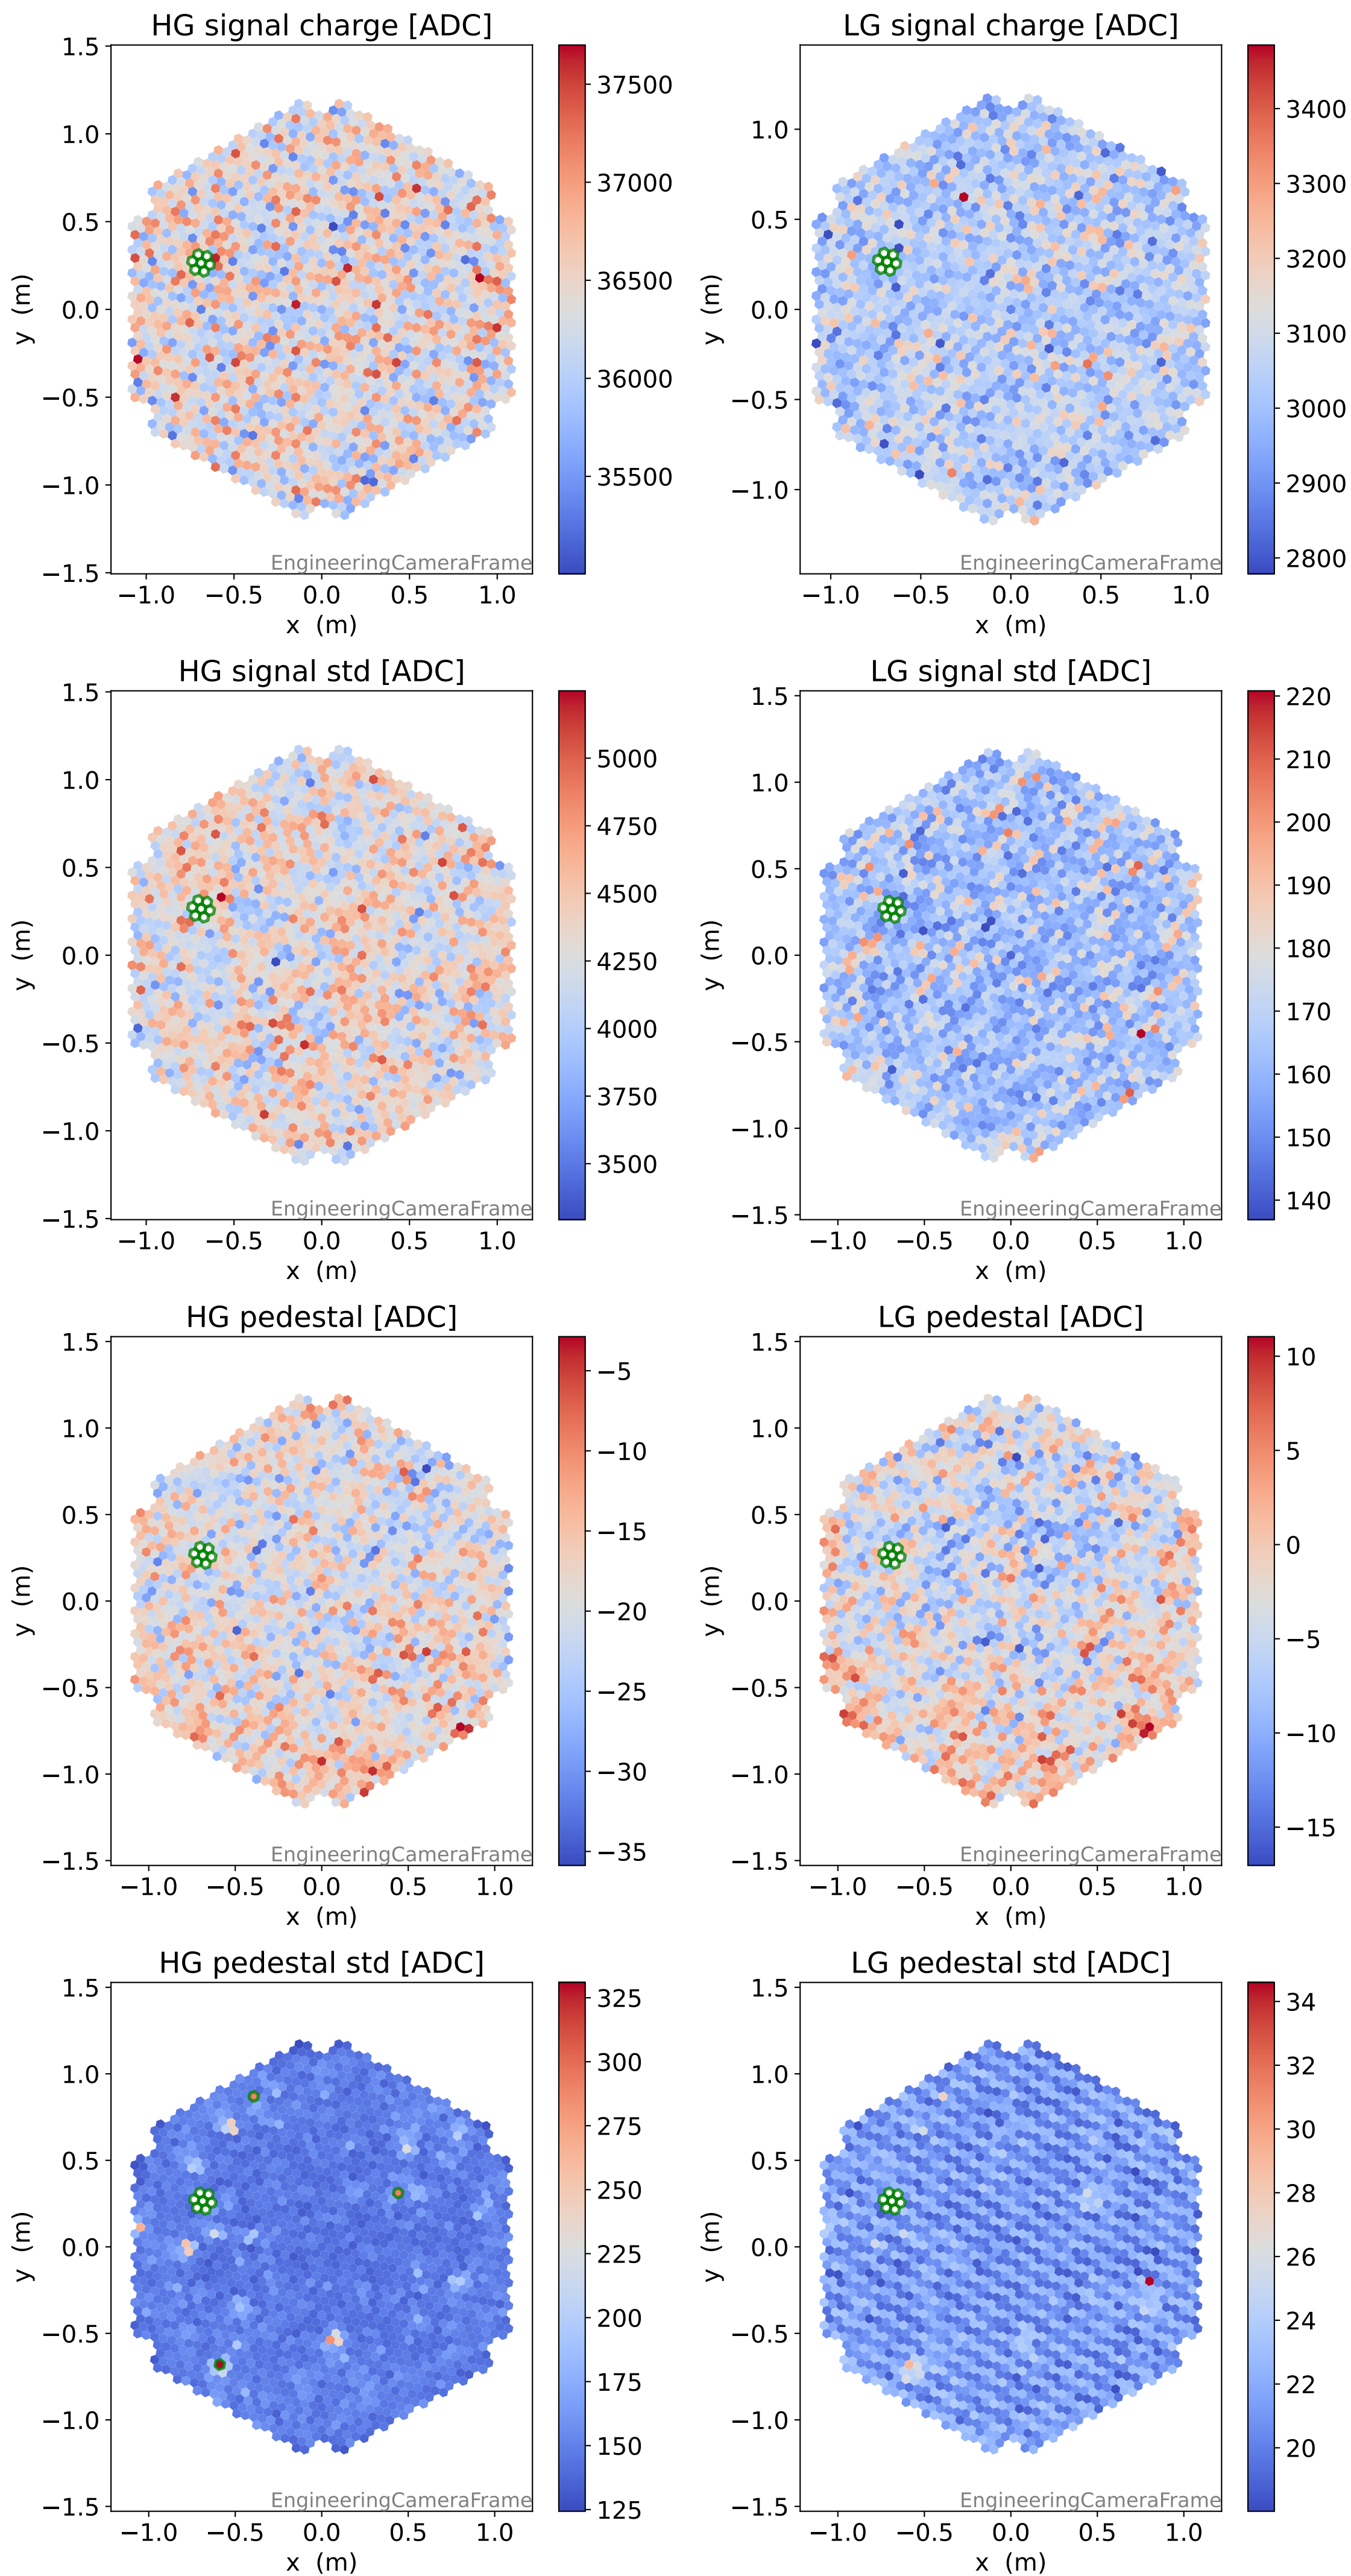 HG signal charge [ADC]
1.5
1.0
0.5
0.0
−0.5
−1.0
−1.5
y (m)
−1.0 −0.5 0.0 0.5 1.0
x (m)
EngineeringCameraFrame
37500
37000
36500
36000
35500
LG signal charge [ADC]
1.0
0.5
0.0
−0.5
−1.0
y (m)
−1.0 −0.5 0.0 0.5 1.0
x (m)
EngineeringCameraFrame
3400
3300
3200
3100
3000
2900
2800
HG signal std [ADC]
1.5
1.0
0.5
0.0
−0.5
−1.0
−1.5
y (m)
−1.0 −0.5 0.0 0.5 1.0
x (m)
EngineeringCameraFrame
5000
4750
4500
4250
4000
3750
3500
LG signal std [ADC]
1.5
1.0
0.5
0.0
−0.5
−1.0
−1.5
y (m)
−1.0 −0.5 0.0 0.5 1.0
x (m)
EngineeringCameraFrame
220
210
200
190
180
170
160
150
140
HG pedestal [ADC]
1.5
1.0
0.5
0.0
−0.5
−1.0
−1.5
y (m)
−1.0 −0.5 0.0 0.5 1.0
x (m)
EngineeringCameraFrame
−5
−10
−15
−20
−25
−30
−35
LG pedestal [ADC]
1.5
1.0
0.5
0.0
−0.5
−1.0
−1.5
y (m)
−1.0 −0.5 0.0 0.5 1.0
x (m)
EngineeringCameraFrame
10
5
0
−5
−10
−15
HG pedestal std [ADC]
1.5
1.0
0.5
0.0
−0.5
−1.0
−1.5
y (m)
−1.0 −0.5 0.0 0.5 1.0
x (m)
EngineeringCameraFrame
325
300
275
250
225
200
175
150
125
LG pedestal std [ADC]
1.5
1.0
0.5
0.0
−0.5
−1.0
−1.5
y (m)
−1.0 −0.5 0.0 0.5 1.0
x (m)
EngineeringCameraFrame
34
32
30
28
26
24
22
20